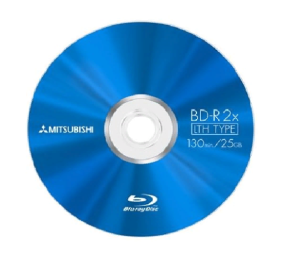 BD-R 2x
LTH TYPE
MITSUBISHI
130min./25GB
Blu-ray Disc